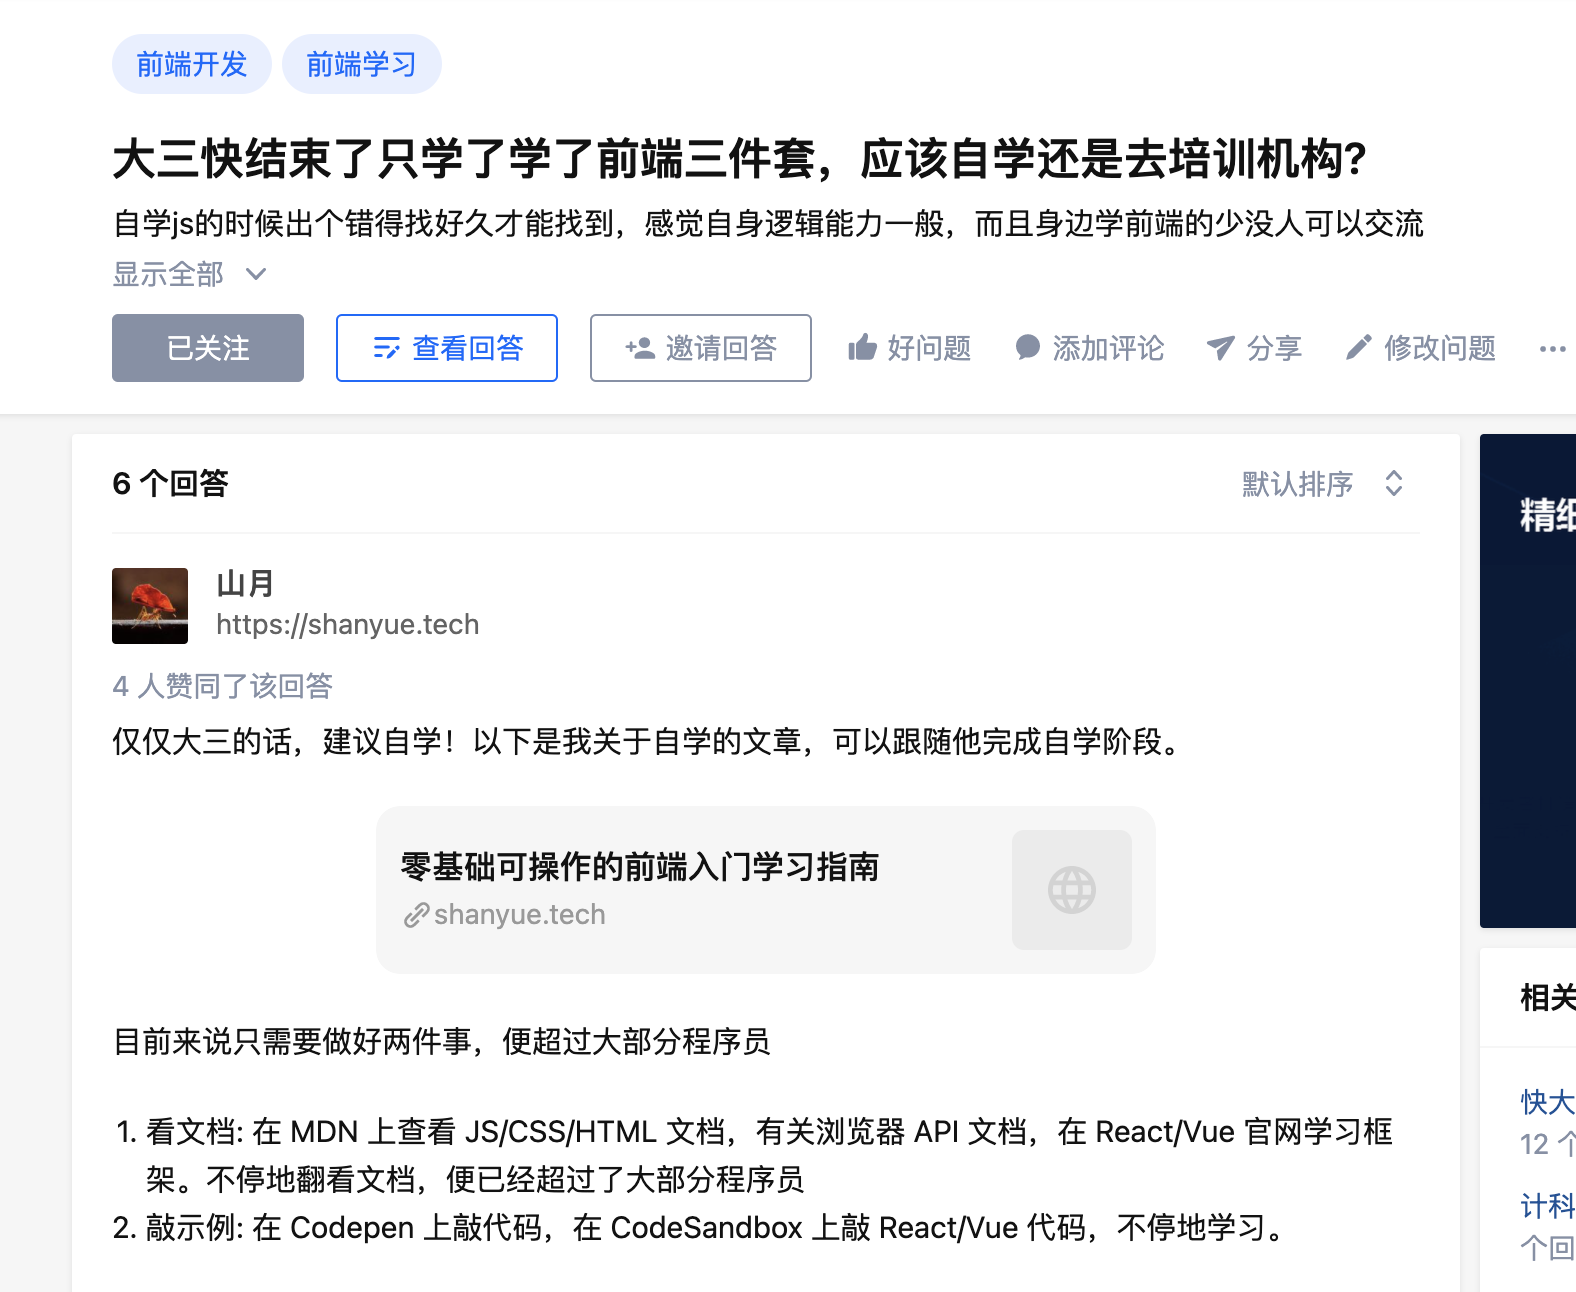 前端开发 前端学习
大三快结束了只学了学了前端三件套，应该自学还是去培训机构?
自学js的时候出个错得找好久才能找到，感觉自身逻辑能力一般，而且身边学前端的少没人可以交流
显示全部
已关注 查看回答 邀请回答 好问题 添加评论 分享 修改问题 ···
6 个回答 默认排序
山月
https://shanyue.tech
4 人赞同了该回答
仅仅大三的话，建议自学！以下是我关于自学的文章，可以跟随他完成自学阶段。
零基础可操作的前端入门学习指南
shanyue.tech
目前来说只需要做好两件事，便超过大部分程序员
1. 看文档: 在 MDN 上查看 JS/CSS/HTML 文档，有关浏览器 API 文档，在 React/Vue 官网学习框
架。不停地翻看文档，便已经超过了大部分程序员
2. 敲示例: 在 Codepen 上敲代码，在 CodeSandbox 上敲 React/Vue 代码，不停地学习。
精细
相关
快大
12 个
计科
个回